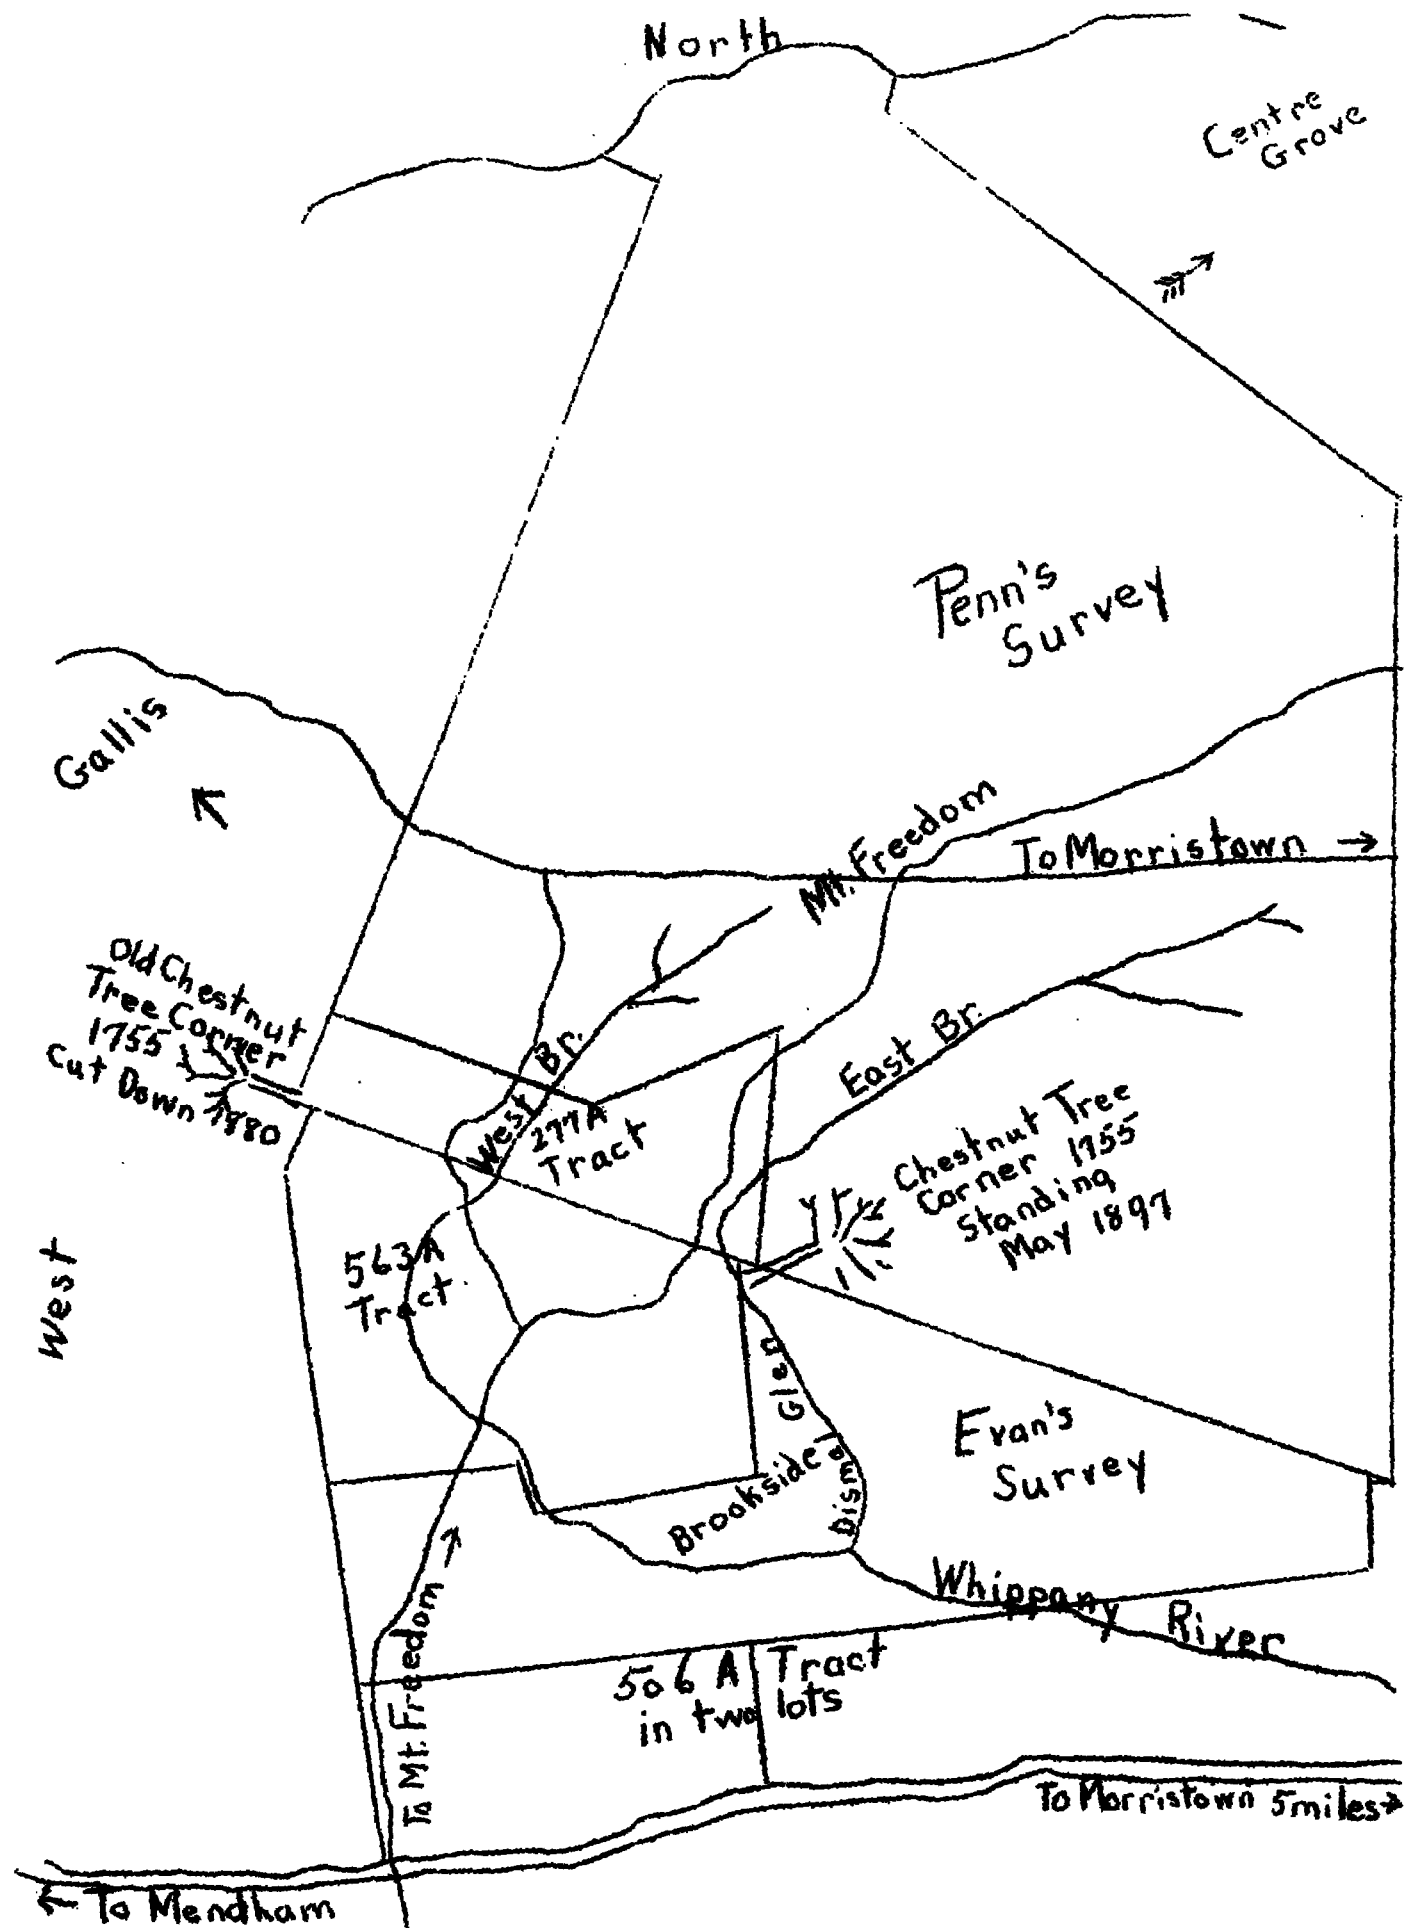 North
Centre
Grove
Penn's
Survey
Gallis
Mt. Freedom
To Morristown
Old Chestnut
Tree Corner
1755
Cut Down 1880
West Br.
East Br.
277 A
Tract
Chestnut Tree
Corner 1755
Standing
May 1897
563 A
Tract
West
Glen
Dismal
Brookside
Evan's
Survey
Whippany River
506 A Tract
in two lots
To Mt. Freedom
To Morristown 5 miles
To Mendham